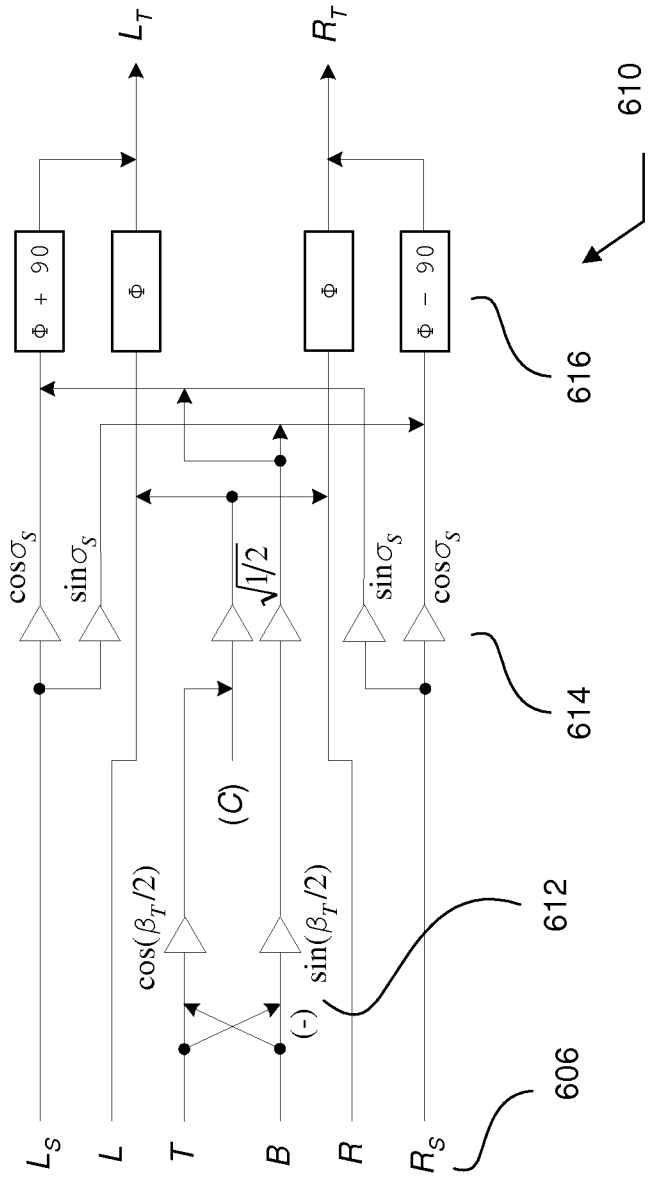 L_S
L
T
B
R
R_S
606
(-)
612
cos(β_T/2)
sin(β_T/2)
(C)
cosσ_S
sinσ_S
√1/2
sinσ_S
cosσ_S
614
Φ + 90
Φ
Φ
Φ - 90
616
L_T
R_T
610